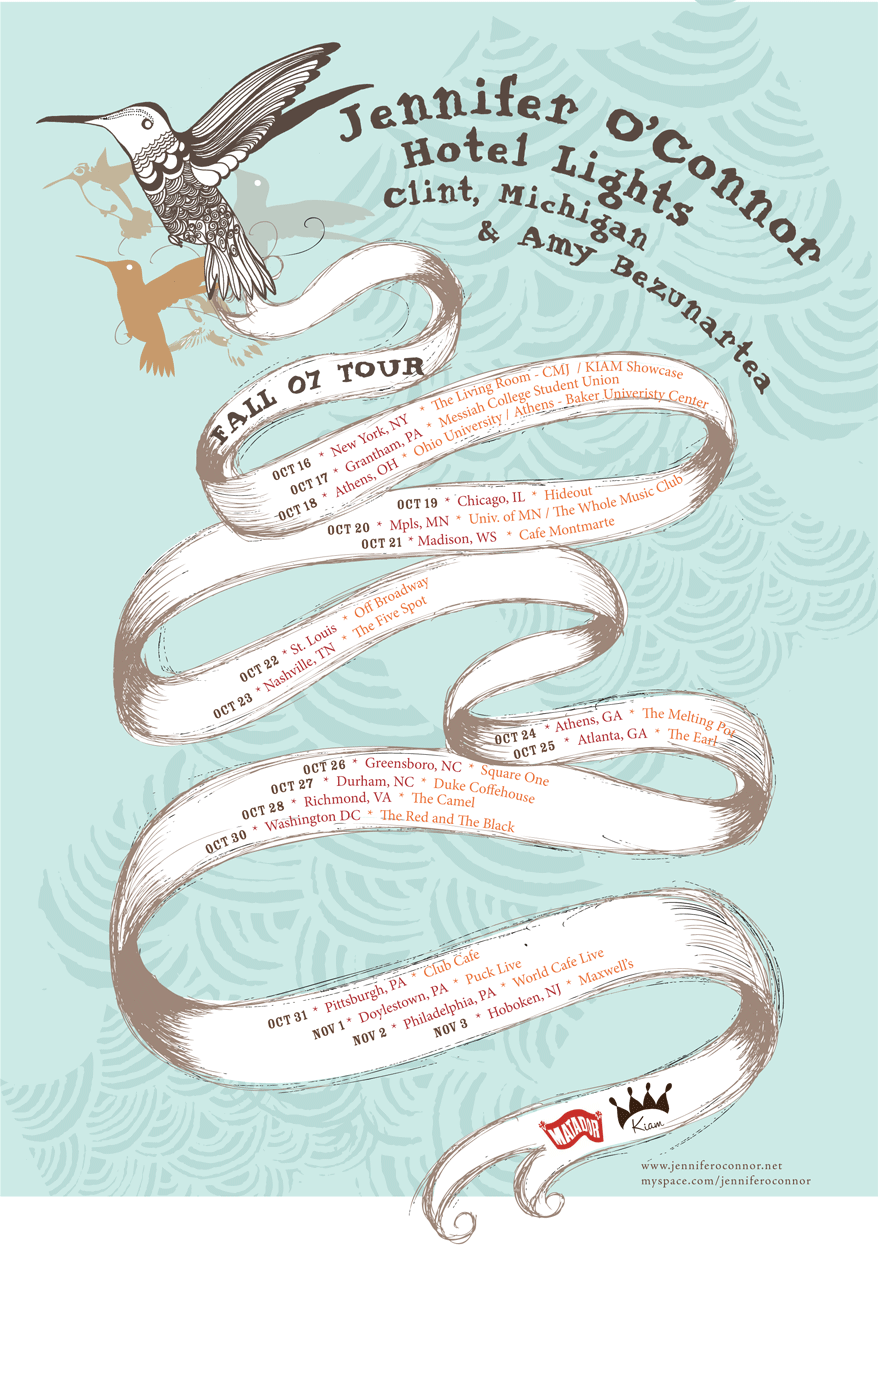 Jennifer O'Connor
Hotel Lights
Clint, Michigan
& Amy Bezunartea
FALL 07 TOUR
OCT 16 * New York, NY * The Living Room - CMJ / KIAM Showcase
OCT 17 * Grantham, PA * Messiah College Student Union
OCT 18 * Athens, OH * Ohio University / Athens - Baker Univeristy Center
OCT 19 * Chicago, IL * Hideout
OCT 20 * Mpls, MN * Univ. of MN / The Whole Music Club
OCT 21 * Madison, WS * Cafe Montmarte
OCT 22 * St. Louis * Off Broadway
OCT 23 * Nashville, TN * The Five Spot
OCT 24 * Athens, GA * The Melting Pot
OCT 25 * Atlanta, GA * The Earl
OCT 26 * Greensboro, NC * Square One
OCT 27 * Durham, NC * Duke Coffehouse
OCT 28 * Richmond, VA * The Camel
OCT 30 * Washington DC * The Red and The Black
OCT 31 * Pittsburgh, PA * Club Cafe
NOV 1 * Doylestown, PA * Puck Live
NOV 2 * Philadelphia, PA * World Cafe Live
NOV 3 * Hoboken, NJ * Maxwell's
MATADOR
Kiam
www.jenniferoconnor.net
myspace.com/jenniferoconnor